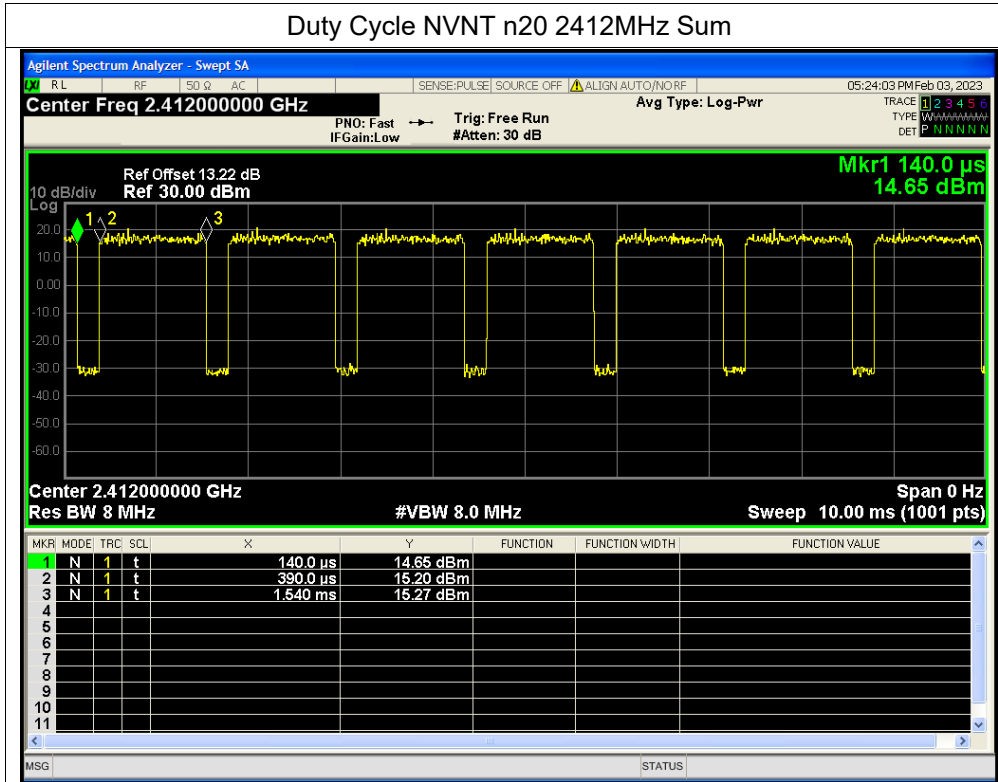 Duty Cycle NVNT n20 2412MHz Sum
Agilent Spectrum Analyzer - Swept SA
LXI RL RF 50 Ω AC SENSE:PULSE SOURCE OFF ALIGN AUTO/NO RF 05:24:03 PM Feb 03, 2023
Center Freq 2.412000000 GHz Avg Type: Log-Pwr TRACE 1 2 3 4 5 6
PNO: Fast Trig: Free Run TYPE WWWWWW
IFGain:Low #Atten: 30 dB DET P N N N N N
Mkr1 140.0 µs
Ref Offset 13.22 dB 14.65 dBm
10 dB/div Ref 30.00 dBm
Log
1 2 3
20.0
10.0
0.00
-10.0
-20.0
-30.0
-40.0
-50.0
-60.0
Center 2.412000000 GHz Span 0 Hz
Res BW 8 MHz #VBW 8.0 MHz Sweep 10.00 ms (1001 pts)
MKR MODE TRC SCL X Y FUNCTION FUNCTION WIDTH FUNCTION VALUE
1 N 1 t 140.0 µs 14.65 dBm
2 N 1 t 390.0 µs 15.20 dBm
3 N 1 t 1.540 ms 15.27 dBm
4
5
6
7
8
9
10
11
MSG STATUS